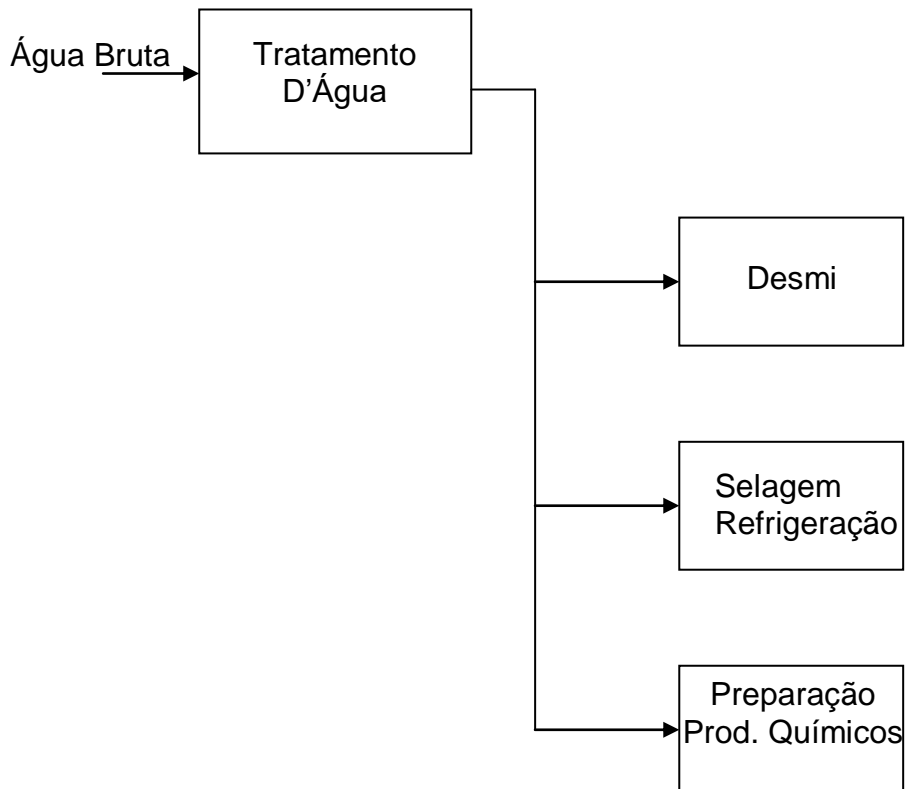 Água Bruta
Tratamento
D’Água
Desmi
Selagem
Refrigeração
Preparação
Prod. Químicos